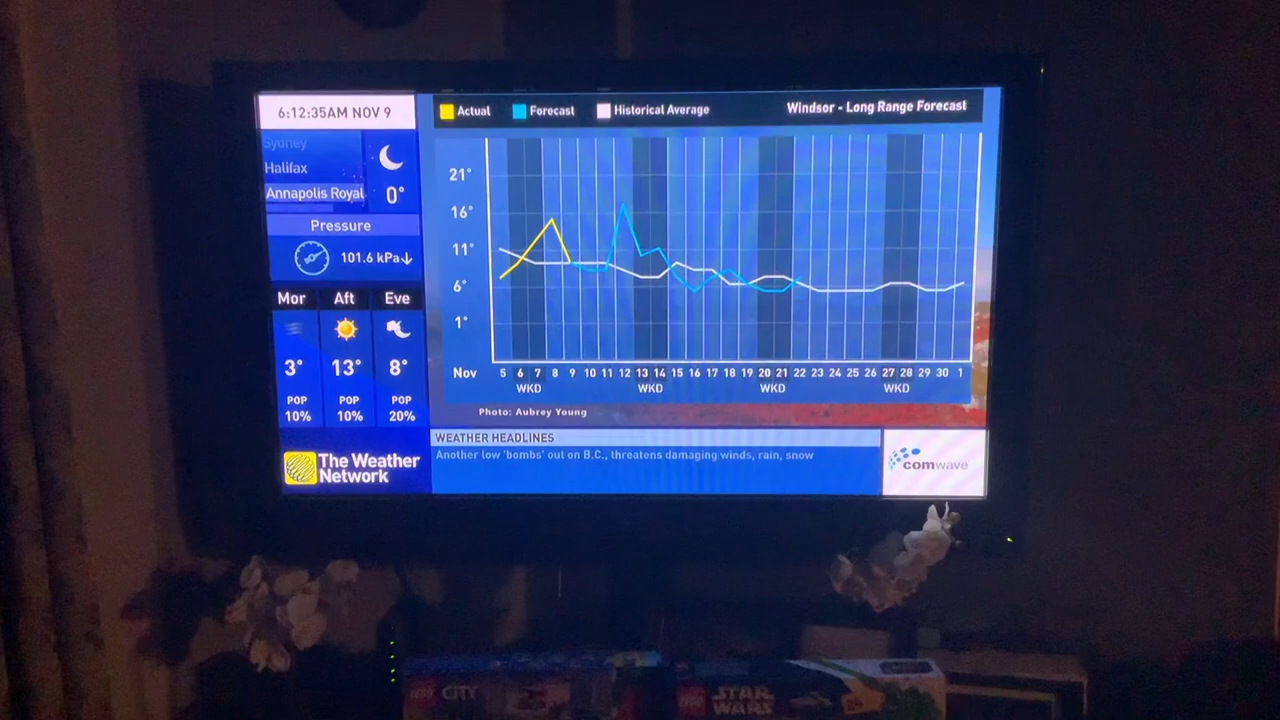 6:12:35AM NOV 9
Sydney
Halifax
Annapolis Royal
0°
Pressure
101.6 kPa↓
Mor Aft Eve
3° 13° 8°
POP POP POP
10% 10% 20%
The Weather
Network
Actual Forecast Historical Average Windsor - Long Range Forecast
21°
16°
11°
6°
1°
Nov 5 6 7 8 9 10 11 12 13 14 15 16 17 18 19 20 21 22 23 24 25 26 27 28 29 30 1
WKD WKD WKD WKD
Photo: Aubrey Young
WEATHER HEADLINES
Another low 'bombs' out on B.C., threatens damaging winds, rain, snow
comwave
LEGO CITY
LEGO STAR
WARS